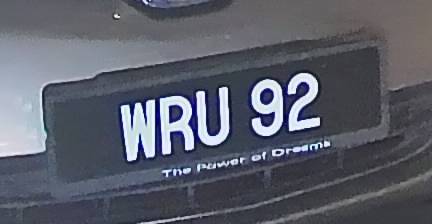 WRU 92
The Power of Dreams